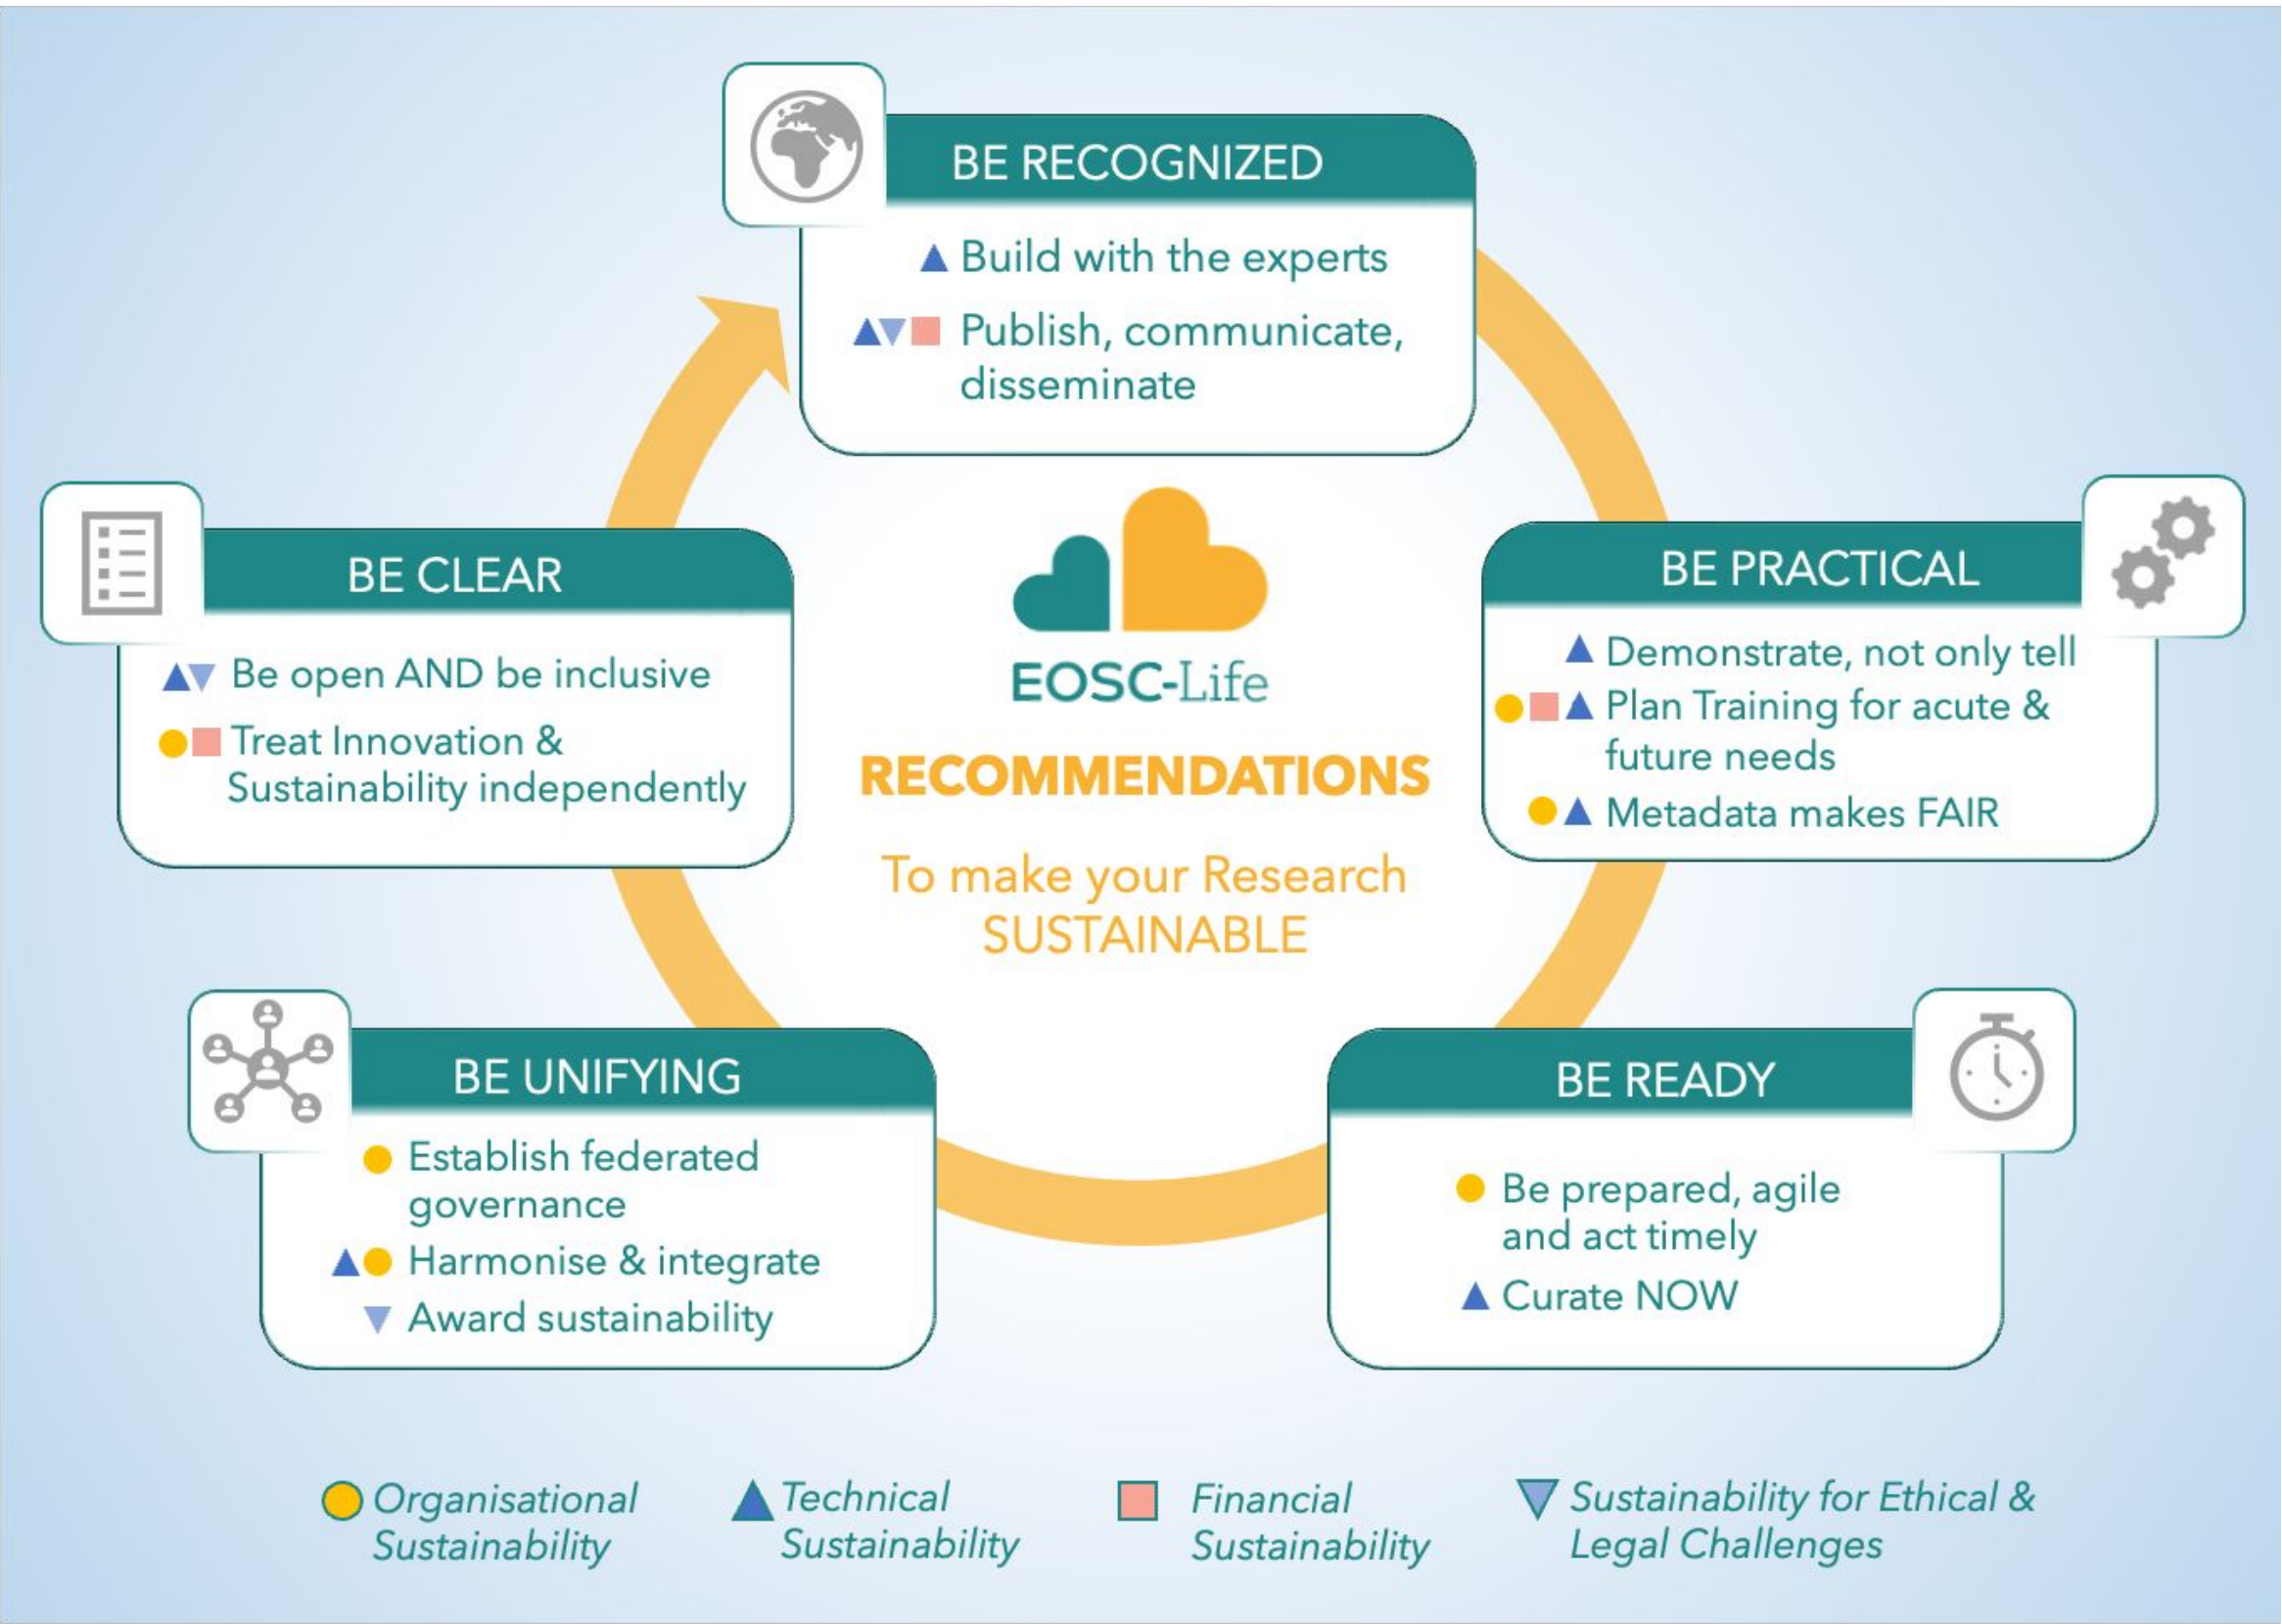 BE RECOGNIZED
Build with the experts
Publish, communicate,
disseminate
BE CLEAR
Be open AND be inclusive
Treat Innovation &
Sustainability independently
EOSC-Life
RECOMMENDATIONS
To make your Research
SUSTAINABLE
BE PRACTICAL
Demonstrate, not only tell
Plan Training for acute &
future needs
Metadata makes FAIR
BE UNIFYING
Establish federated
governance
Harmonise & integrate
Award sustainability
BE READY
Be prepared, agile
and act timely
Curate NOW
Organisational
Sustainability
Technical
Sustainability
Financial
Sustainability
Sustainability for Ethical &
Legal Challenges